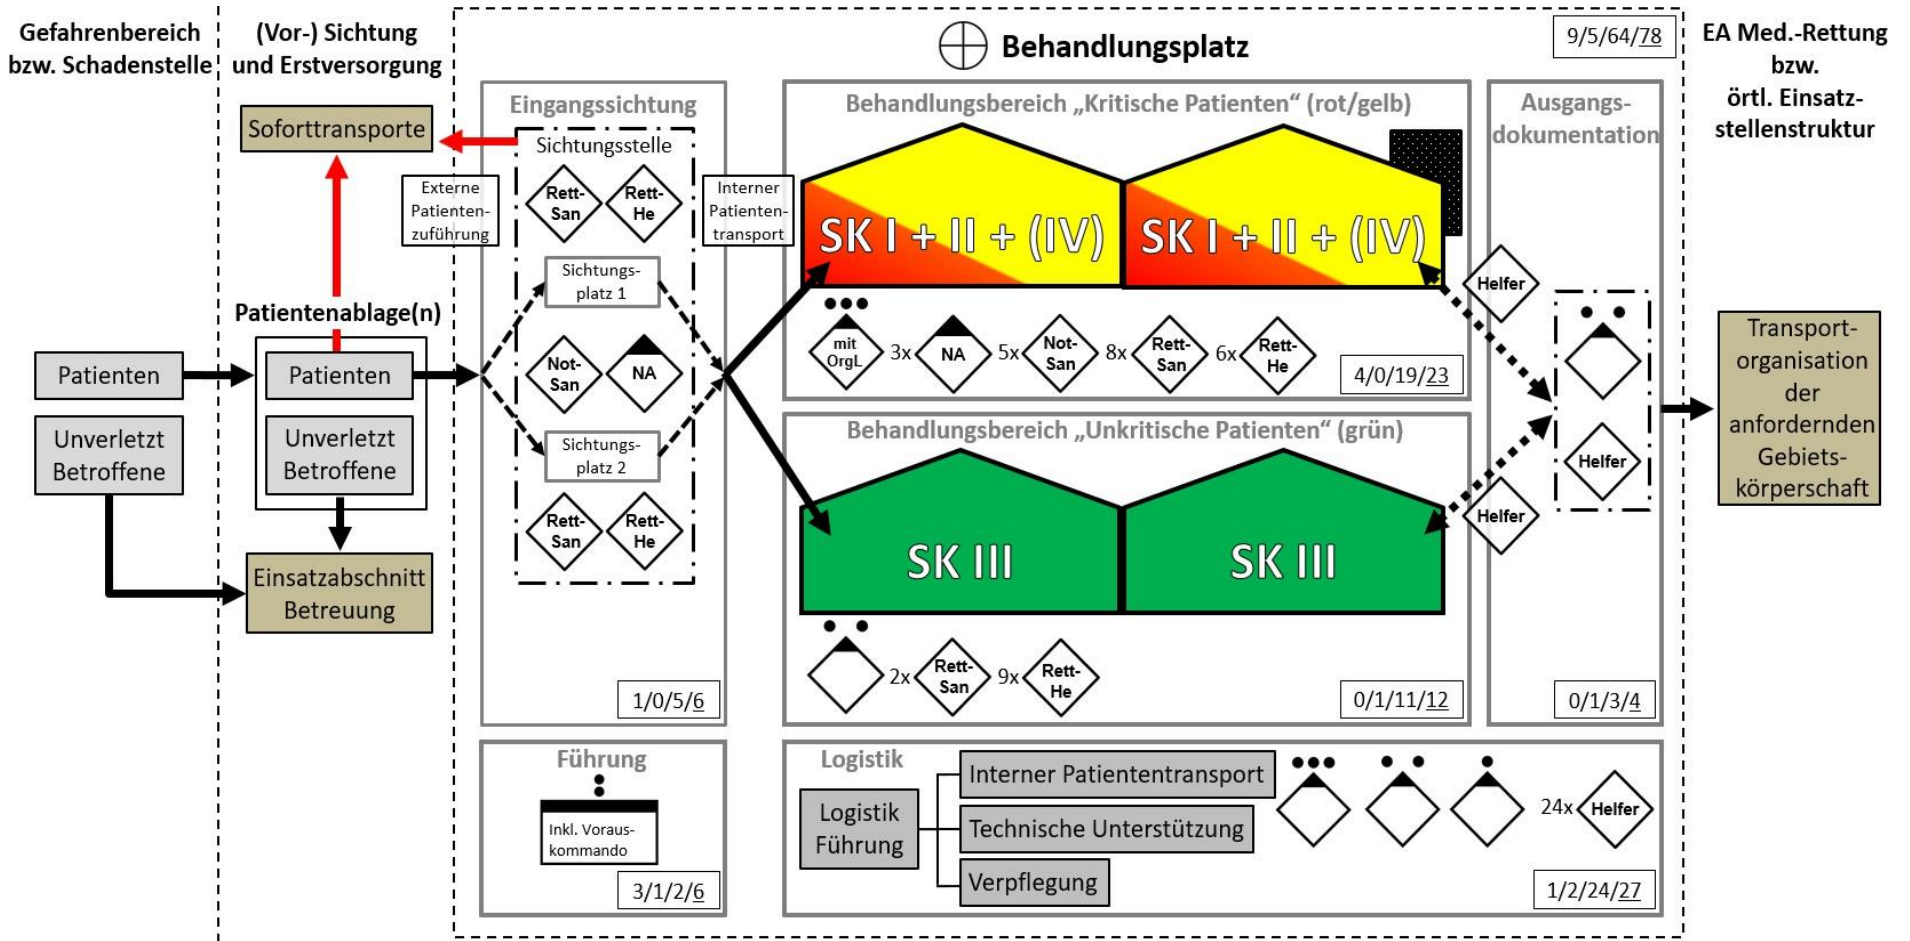 Gefahrenbereich
bzw. Schadenstelle
(Vor-) Sichtung
und Erstversorgung
Behandlungsplatz
9/5/64/78
EA Med.-Rettung
bzw.
örtl. Einsatz-
stellenstruktur
Soforttransporte
Patientenablage(n)
Patienten
Unverletzt
Betroffene
Patienten
Unverletzt
Betroffene
Einsatzabschnitt
Betreuung
Externe
Patienten-
zuführung
Eingangssichtung
Sichtungsstelle
Rett-
San
Rett-
He
Sichtungs-
platz 1
Not-
San
NA
Sichtungs-
platz 2
Rett-
San
Rett-
He
1/0/5/6
Interner
Patienten-
transport
Behandlungsbereich „Kritische Patienten“ (rot/gelb)
SK I + II + (IV)
SK I + II + (IV)
mit
OrgL
3x
NA
5x
Not-
San
8x
Rett-
San
6x
Rett-
He
4/0/19/23
Behandlungsbereich „Unkritische Patienten“ (grün)
SK III
SK III
2x
Rett-
San
9x
Rett-
He
0/1/11/12
Ausgangs-
dokumentation
Helfer
Helfer
Helfer
0/1/3/4
Transport-
organisation
der
anfordernden
Gebiets-
körperschaft
Führung
Inkl. Voraus-
kommando
3/1/2/6
Logistik
Logistik
Führung
Interner Patiententransport
Technische Unterstützung
Verpflegung
24x
Helfer
1/2/24/27